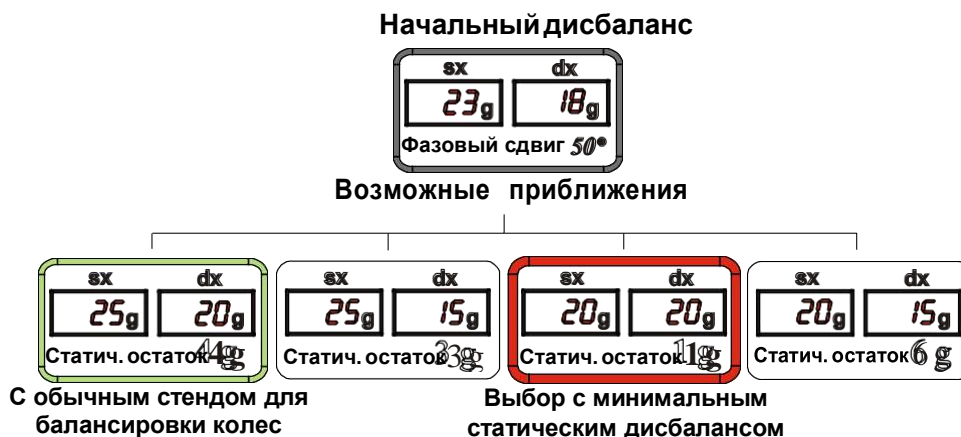 Начальный дисбаланс
sx dx
23g 18g
Фазовый сдвиг 50°
Возможные приближения
sx dx
25g 20g
Статич. остаток 4g
sx dx
25g 15g
Статич. остаток 3g
sx dx
20g 20g
Статич. остаток 1g
sx dx
20g 15g
Статич. остаток 6 g
С обычным стендом для
балансировки колес
Выбор с минимальным
статическим дисбалансом